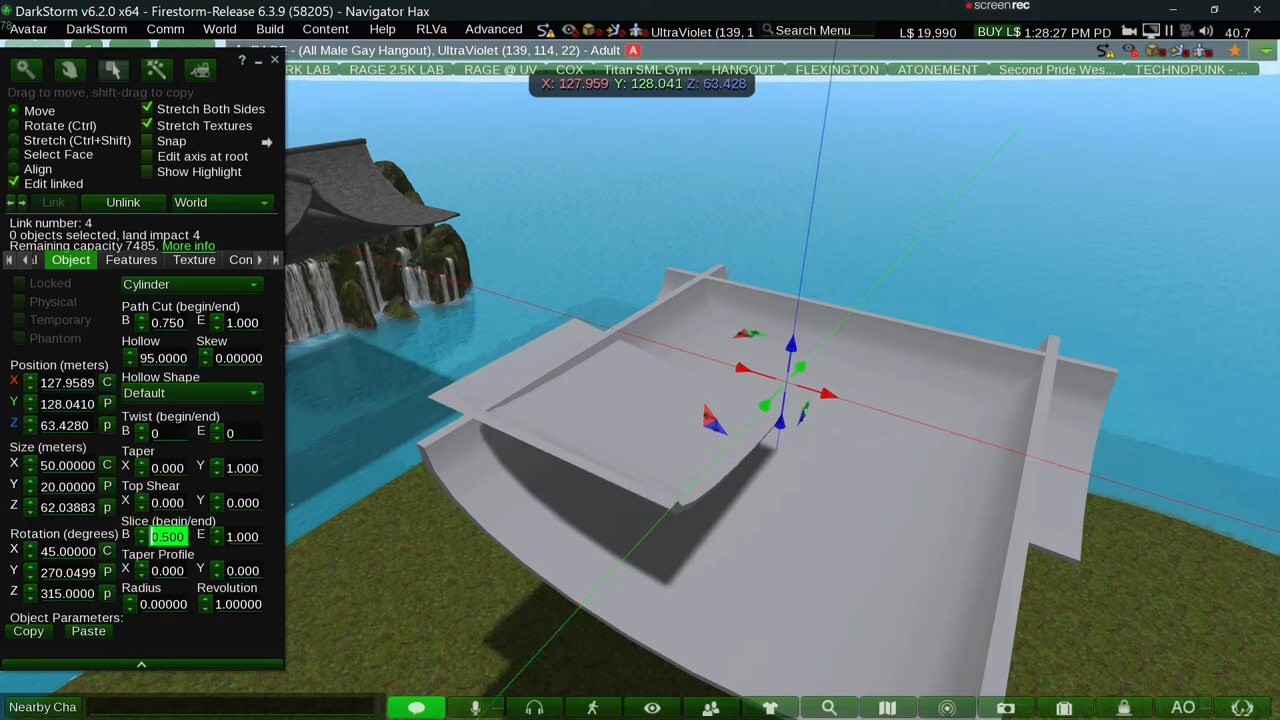 DarkStorm v6.2.0 x64 - Firestorm-Release 6.3.9 (58205) - Navigator Hax
screenrec
78
Avatar DarkStorm Comm World Build Content Help RLVa Advanced UltraViolet (139, Search Menu L$ 19,990 BUY L$ 1:28:27 PM PD 40.7
(All Male Gay Hangout), UltraViolet (139, 114, 22) - Adult A
RK LAB RAGE 2.5K LAB RAGE @ UV COX Titan SML Gym HANGOUT FLEXINGTON ATONEMENT Second Pride Wes... TECHNOPUNK - ...
X: 127.959 Y: 128.041 Z: 63.428
Drag to move, shift-drag to copy
Move Stretch Both Sides
Rotate (Ctrl) Stretch Textures
Stretch (Ctrl+Shift) Snap
Select Face Edit axis at root
Align Show Highlight
Edit linked
Link Unlink World
Link number: 4
0 objects selected, land impact 4
Remaining capacity 7485. More info
al Object Features Texture Con
Locked Cylinder
Physical Path Cut (begin/end)
Temporary B 0.750 E 1.000
Phantom Hollow Skew
95.0000 0.00000
Position (meters) Hollow Shape
X 127.9589 C Default
Y 128.0410 P
Z 63.4280 p Twist (begin/end)
B 0 E 0
Size (meters) Taper
X 50.00000 C X 0.000 Y 1.000
Y 20.00000 P Top Shear
Z 62.03883 p X 0.000 Y 0.000
Slice (begin/end)
Rotation (degrees) B 0.500 E 1.000
X 45.00000 C Taper Profile
Y 270.0499 P X 0.000 Y 0.000
Z 315.0000 p Radius Revolution
0.00000 1.00000
Object Parameters:
Copy Paste
Nearby Cha AO